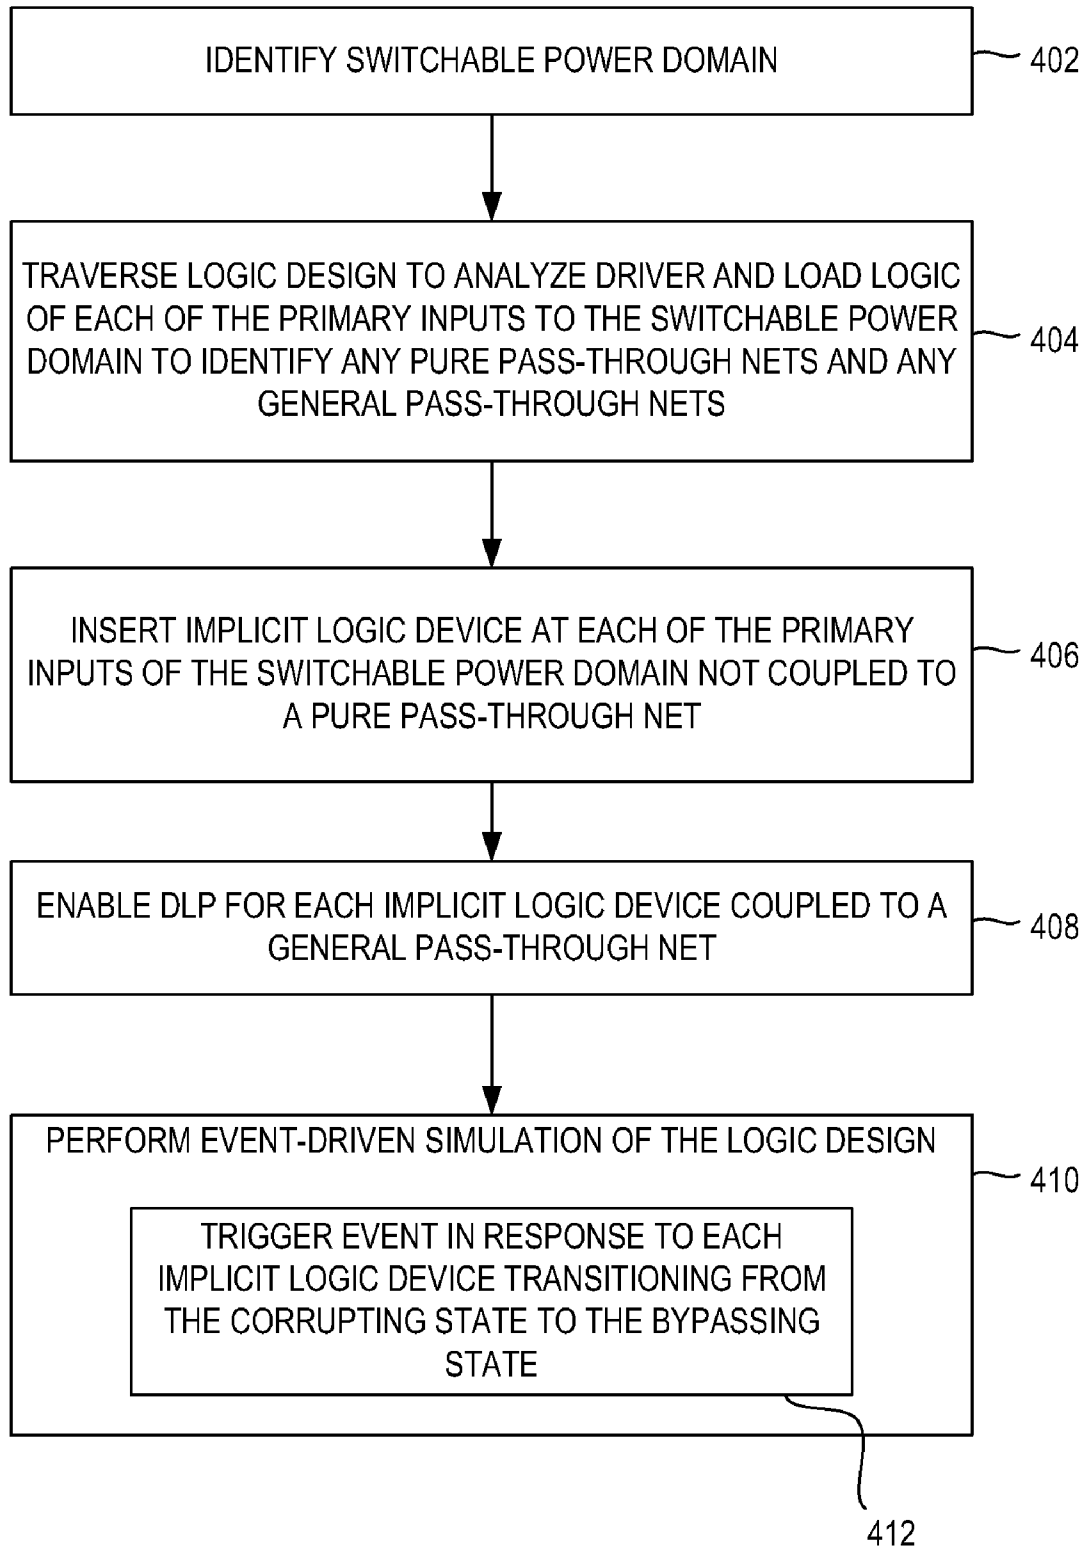 IDENTIFY SWITCHABLE POWER DOMAIN
402
TRAVERSE LOGIC DESIGN TO ANALYZE DRIVER AND LOAD LOGIC
OF EACH OF THE PRIMARY INPUTS TO THE SWITCHABLE POWER
DOMAIN TO IDENTIFY ANY PURE PASS-THROUGH NETS AND ANY
GENERAL PASS-THROUGH NETS
404
INSERT IMPLICIT LOGIC DEVICE AT EACH OF THE PRIMARY
INPUTS OF THE SWITCHABLE POWER DOMAIN NOT COUPLED TO
A PURE PASS-THROUGH NET
406
ENABLE DLP FOR EACH IMPLICIT LOGIC DEVICE COUPLED TO A
GENERAL PASS-THROUGH NET
408
PERFORM EVENT-DRIVEN SIMULATION OF THE LOGIC DESIGN
410
TRIGGER EVENT IN RESPONSE TO EACH
IMPLICIT LOGIC DEVICE TRANSITIONING FROM
THE CORRUPTING STATE TO THE BYPASSING
STATE
412